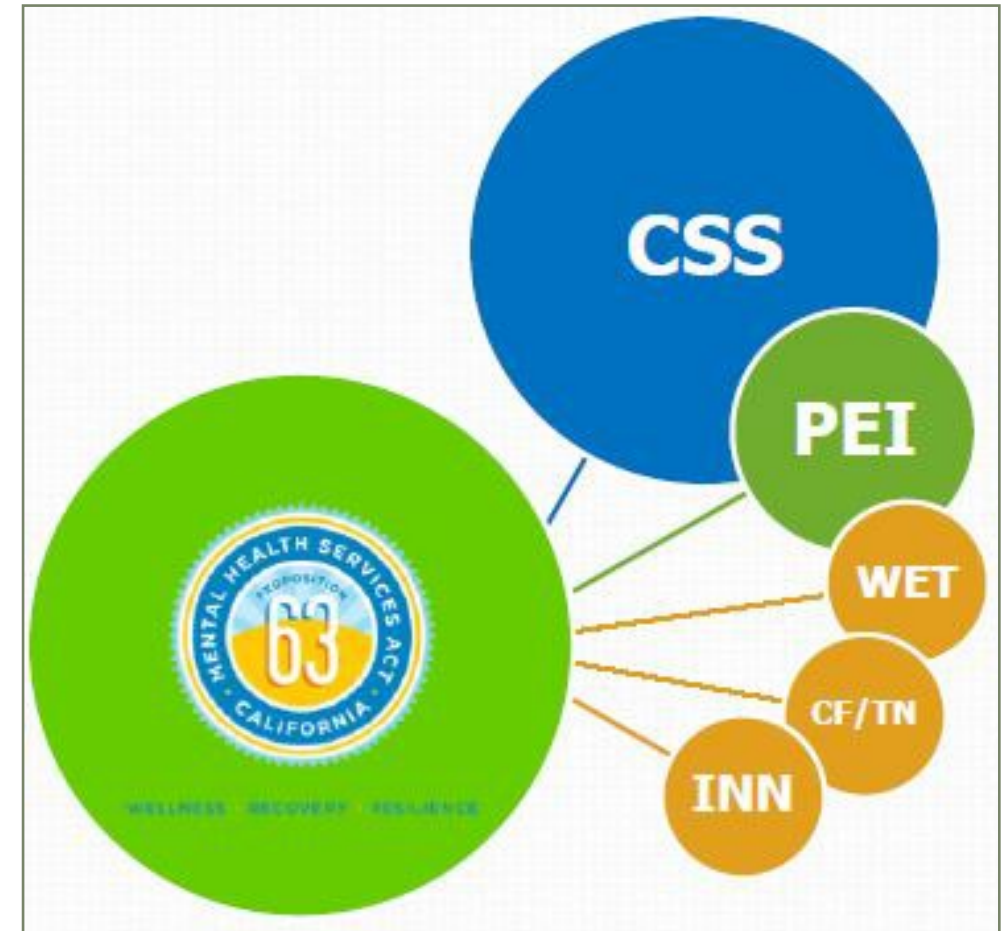 CSS
PEI
WET
CF/TN
INN
MENTAL HEALTH SERVICES ACT
PROPOSITION
63
CALIFORNIA
WELLNESS • RECOVERY • RESILIENCE